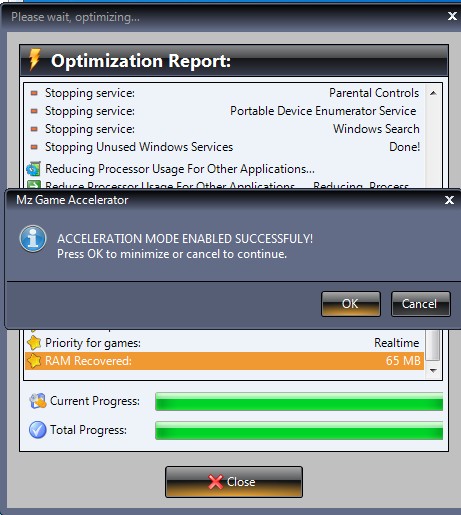 Please wait, optimizing...
Optimization Report:
Stopping service: Parental Controls
Stopping service: Portable Device Enumerator Service
Stopping service: Windows Search
Stopping Unused Windows Services Done!
Reducing Processor Usage For Other Applications...
Reduce Processor Usage For Other Applications Reducing Process...
Mz Game Accelerator
ACCELERATION MODE ENABLED SUCCESSFULY!
Press OK to minimize or cancel to continue.
OK Cancel
Priority for games: Realtime
RAM Recovered: 65 MB
Current Progress:
Total Progress:
Close